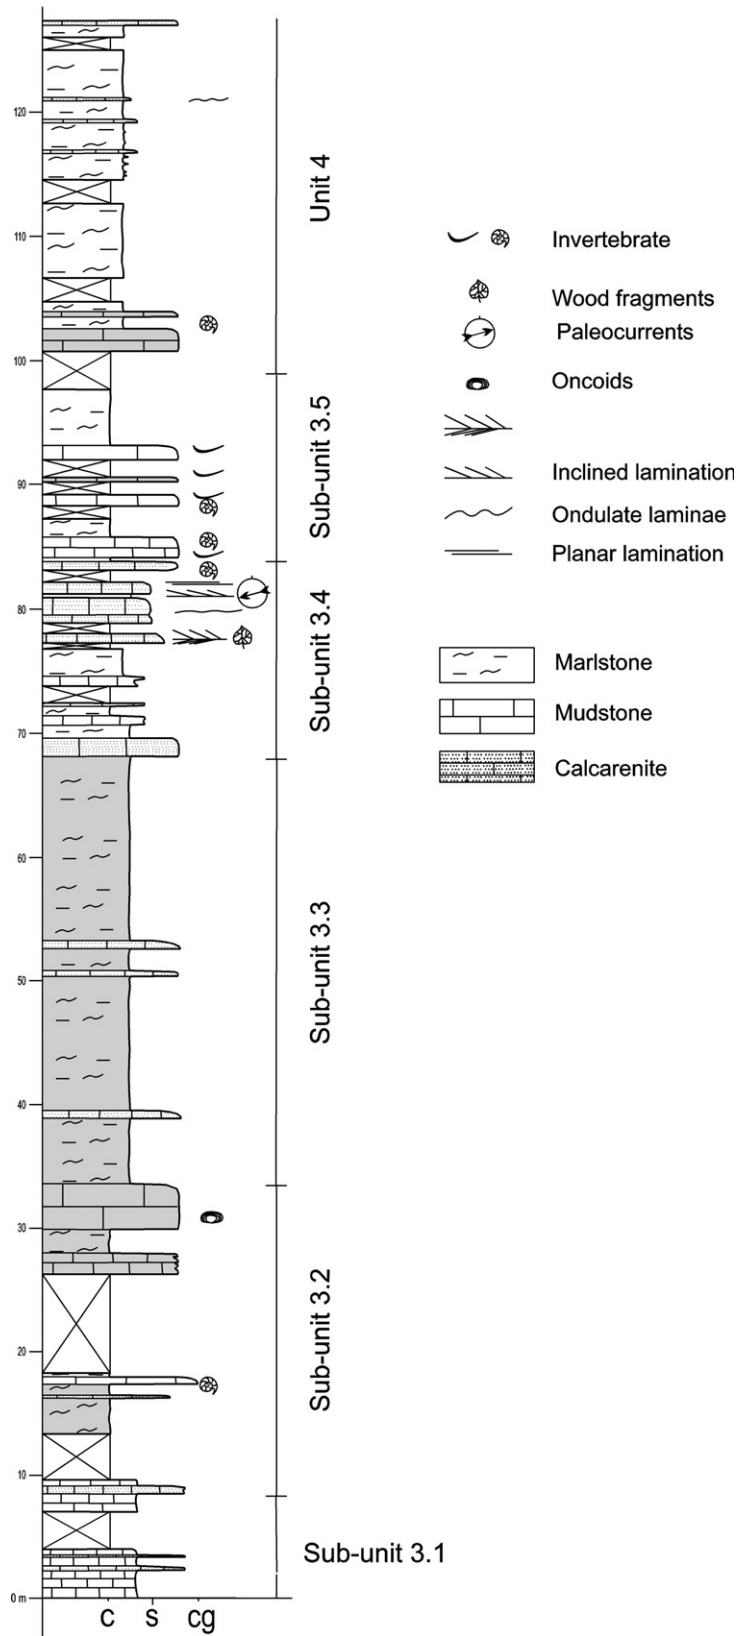 120
110
100
90
80
70
60
50
40
30
20
10
0 m
c s cg
Unit 4
Sub-unit 3.5
Sub-unit 3.4
Sub-unit 3.3
Sub-unit 3.2
Sub-unit 3.1
Invertebrate
Wood fragments
Paleocurrents
Oncoids
Inclined lamination
Ondulate laminae
Planar lamination
Marlstone
Mudstone
Calcarenite